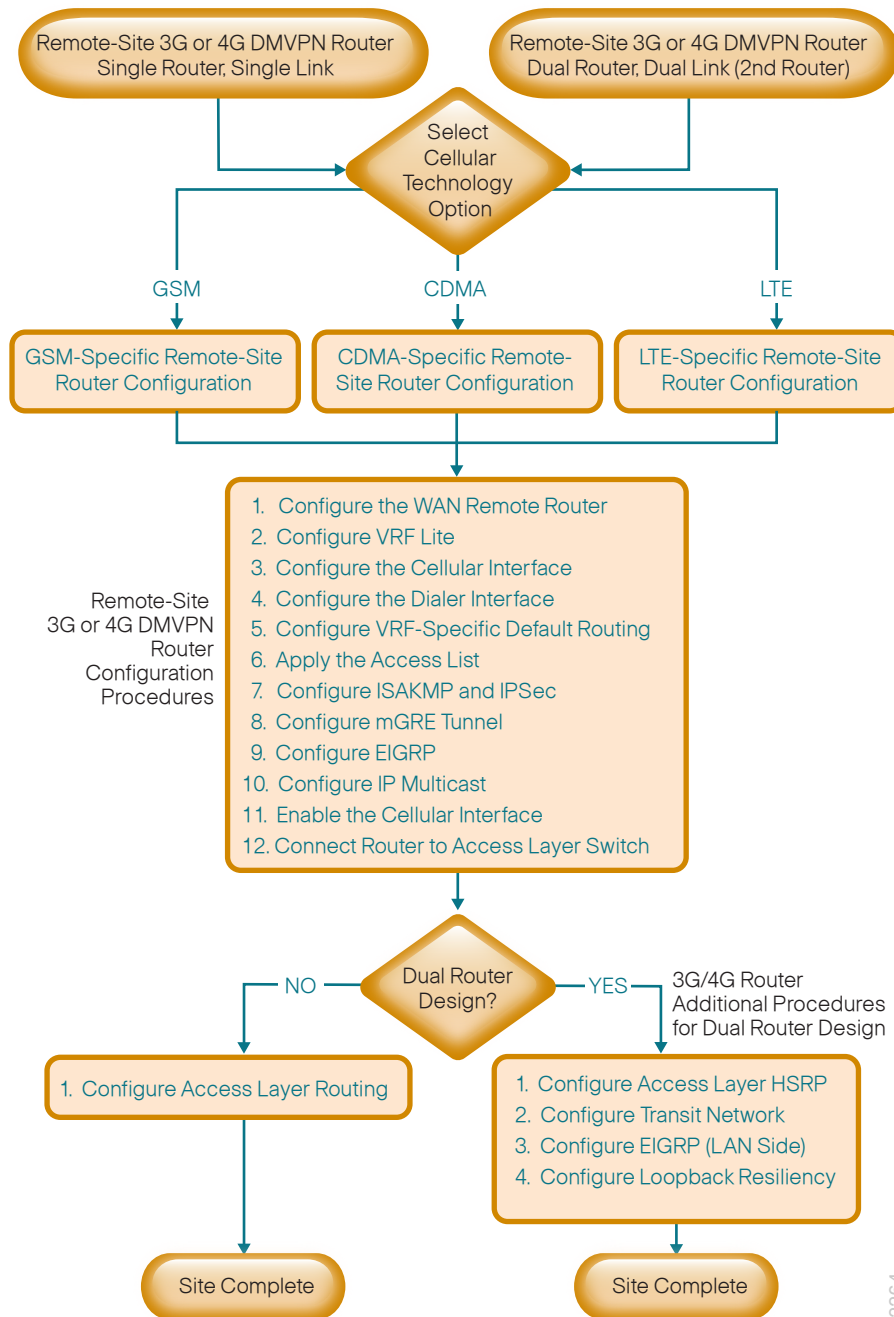 Remote-Site 3G or 4G DMVPN Router
Single Router, Single Link
Remote-Site 3G or 4G DMVPN Router
Dual Router, Dual Link (2nd Router)
Select
Cellular
Technology
Option
GSM
CDMA
LTE
GSM-Specific Remote-Site
Router Configuration
CDMA-Specific Remote-
Site Router Configuration
LTE-Specific Remote-Site
Router Configuration
Remote-Site
3G or 4G DMVPN
Router
Configuration
Procedures
1. Configure the WAN Remote Router
2. Configure VRF Lite
3. Configure the Cellular Interface
4. Configure the Dialer Interface
5. Configure VRF-Specific Default Routing
6. Apply the Access List
7. Configure ISAKMP and IPSec
8. Configure mGRE Tunnel
9. Configure EIGRP
10. Configure IP Multicast
11. Enable the Cellular Interface
12. Connect Router to Access Layer Switch
Dual Router
Design?
NO
YES
3G/4G Router
Additional Procedures
for Dual Router Design
1. Configure Access Layer Routing
1. Configure Access Layer HSRP
2. Configure Transit Network
3. Configure EIGRP (LAN Side)
4. Configure Loopback Resiliency
Site Complete
Site Complete